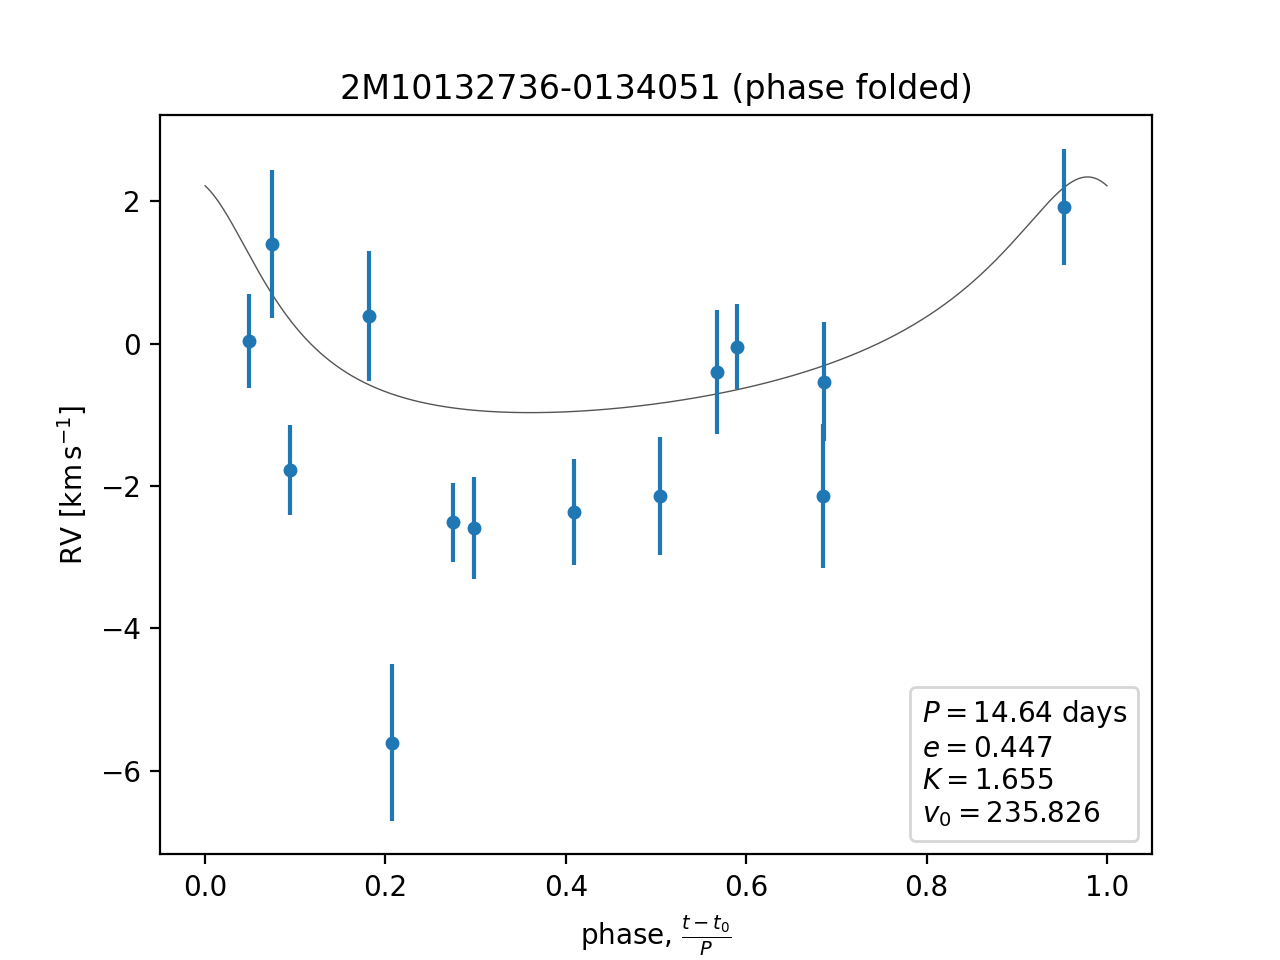 2M10132736-0134051 (phase folded)
RV [km s⁻¹]
2
0
−2
−4
−6
P = 14.64 days
e = 0.447
K = 1.655
v₀ = 235.826
0.0 0.2 0.4 0.6 0.8 1.0
phase, (t − t₀)/P